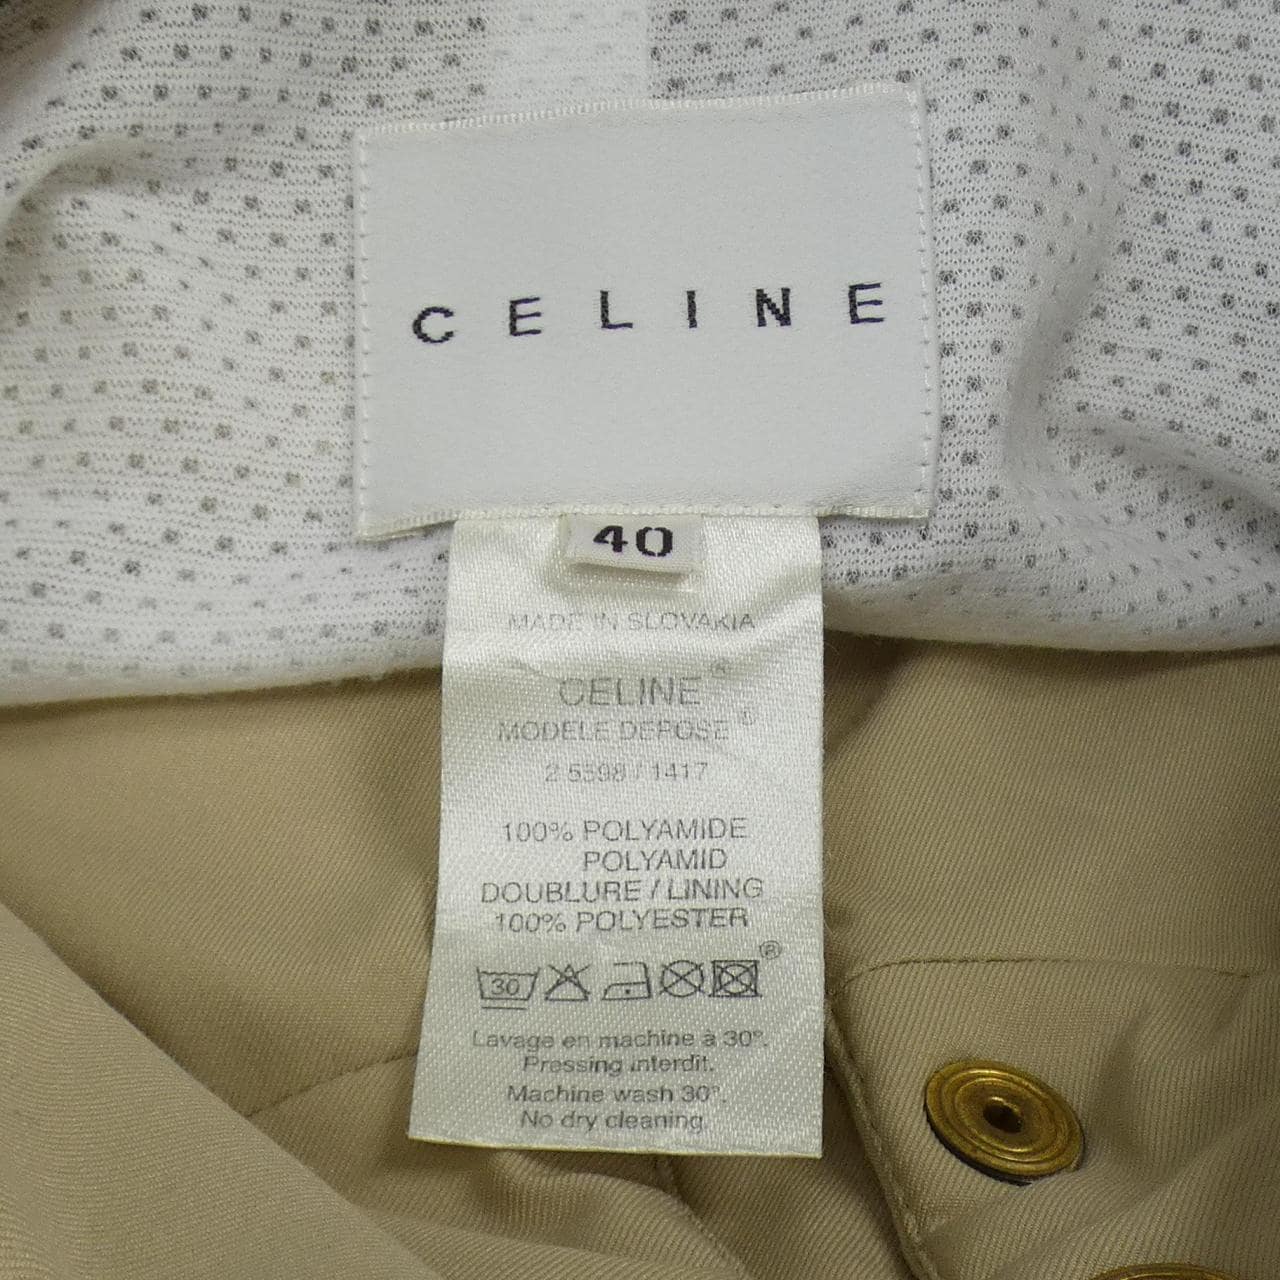 CELINE
40
MADE IN SLOVAKIA
CELINE®
MODELE DEPOSE®
2 5598 / 1417
100% POLYAMIDE
POLYAMID
DOUBLURE / LINING
100% POLYESTER
30 ®
Lavage en machine à 30°.
Pressing interdit.
Machine wash 30°.
No dry cleaning.